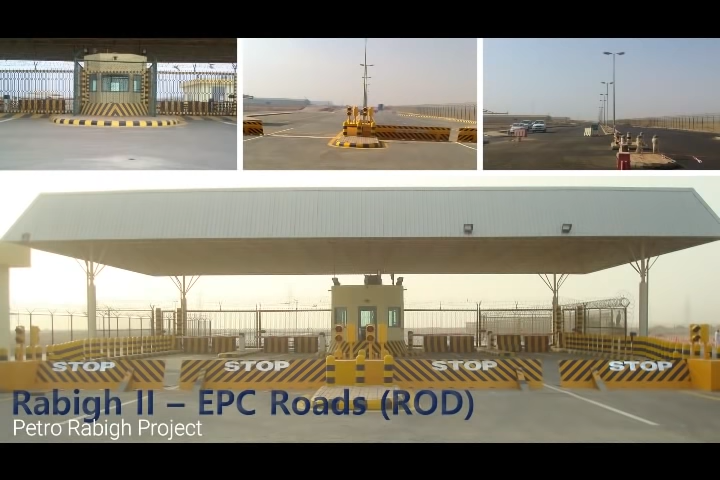 STOP STOP STOP STOP
Rabigh II – EPC Roads (ROD)
Petro Rabigh Project